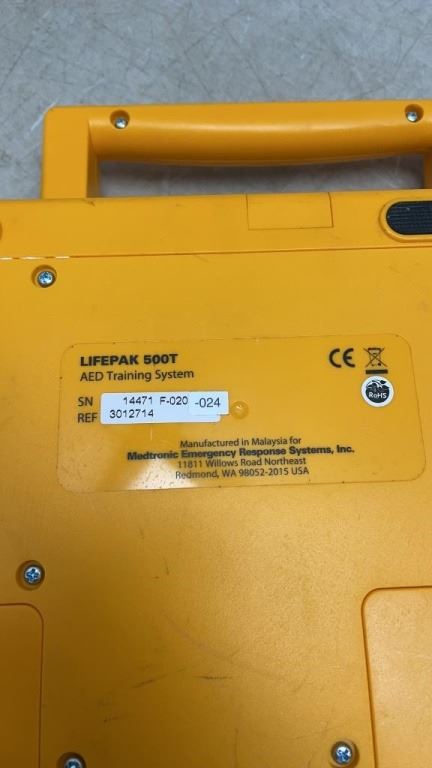 LIFEPAK 500T
AED Training System
CE
SN 14471 F-020 -024
REF 3012714
RoHS
Manufactured in Malaysia for
Medtronic Emergency Response Systems, Inc.
11811 Willows Road Northeast
Redmond, WA 98052-2015 USA